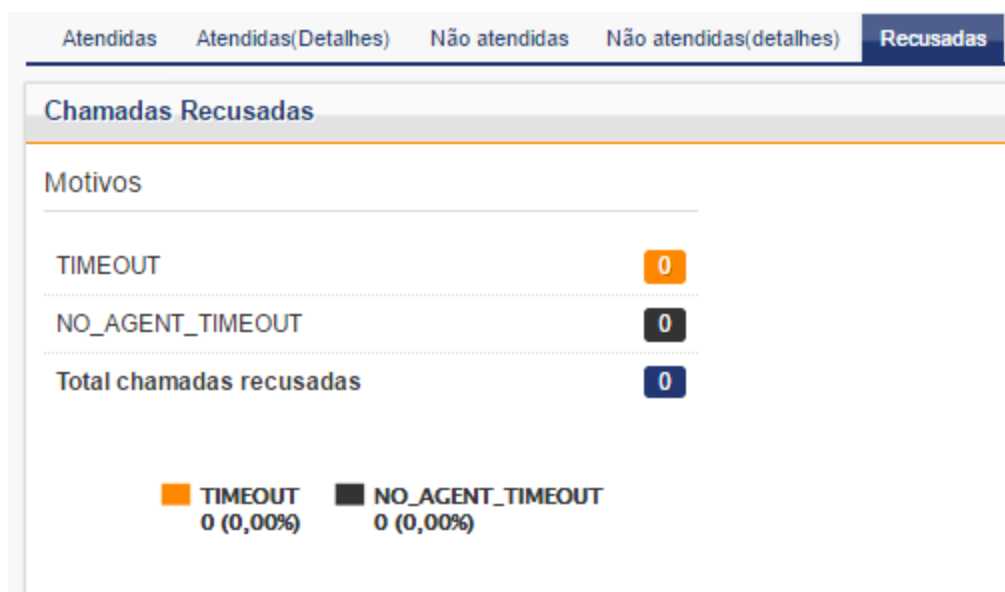 Atendidas Atendidas(Detalhes) Não atendidas Não atendidas(detalhes) Recusadas
Chamadas Recusadas
Motivos
TIMEOUT 0
NO_AGENT_TIMEOUT 0
Total chamadas recusadas 0
TIMEOUT NO_AGENT_TIMEOUT
0 (0,00%) 0 (0,00%)